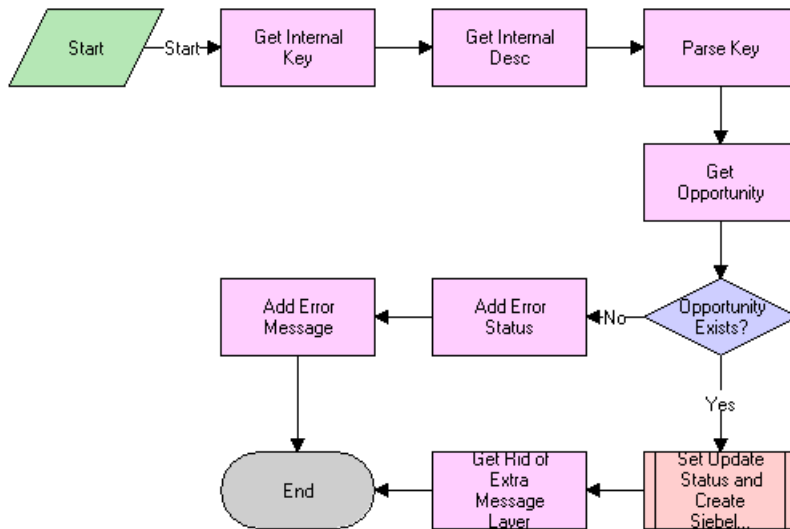 Start
Start
Get Internal
Key
Get Internal
Desc
Parse Key
Get
Opportunity
Opportunity
Exists?
No
Add Error
Status
Add Error
Message
Yes
Set Update
Status and
Create
Siebel...
Get Rid of
Extra
Message
Layer
End